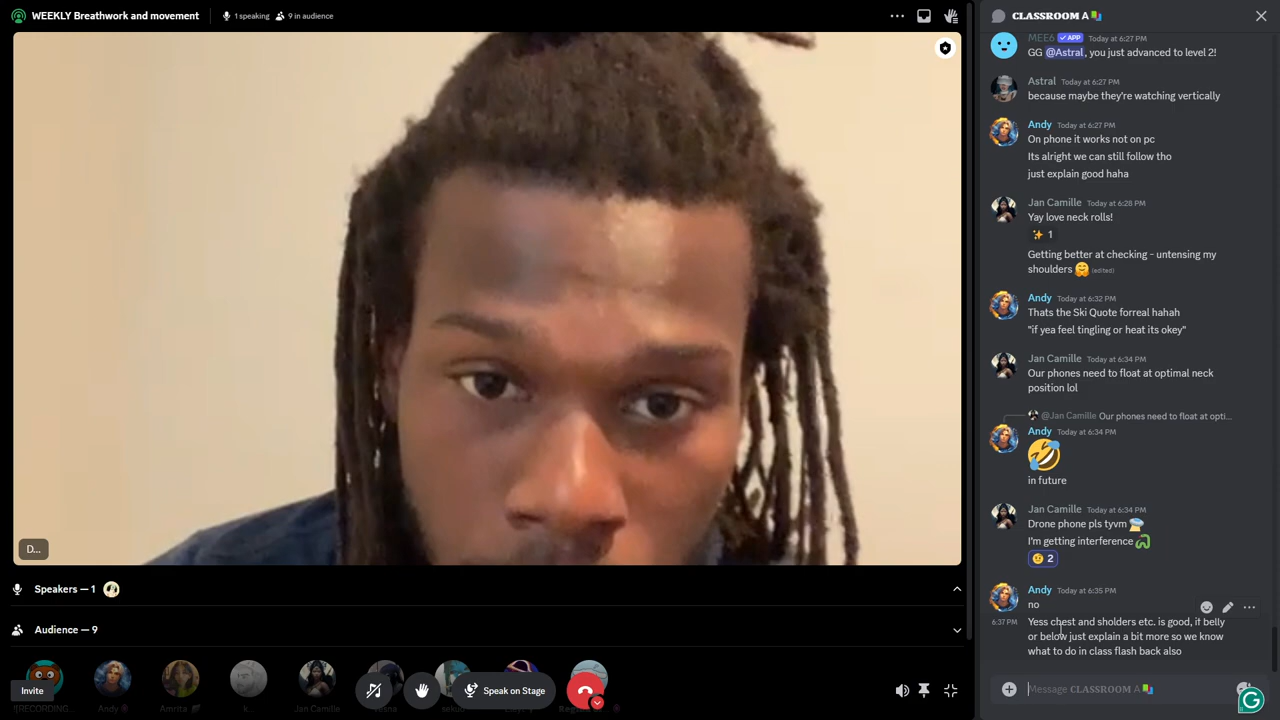 WEEKLY Breathwork and movement
1 speaking
9 in audience
CLASSROOM A
MEE6 APP Today at 6:27 PM
GG @Astral, you just advanced to level 2!
Astral Today at 6:27 PM
because maybe they're watching vertically
Andy Today at 6:27 PM
On phone it works not on pc
Its alright we can still follow tho
just explain good haha
Jan Camille Today at 6:28 PM
Yay love neck rolls!
✨ 1
Getting better at checking - untensing my
shoulders 🤗 (edited)
Andy Today at 6:32 PM
Thats the Ski Quote forreal hahah
"if yea feel tingling or heat its okey"
Jan Camille Today at 6:34 PM
Our phones need to float at optimal neck
position lol
@Jan Camille Our phones need to float at opti...
Andy Today at 6:34 PM
🤣
in future
Jan Camille Today at 6:34 PM
Drone phone pls tyvm
I'm getting interference
2
Andy Today at 6:35 PM
no
6:37 PM Yess chest and sholders etc. is good, if belly
or below just explain a bit more so we know
what to do in class flash back also
Message CLASSROOM A
D...
Speakers — 1
Audience — 9
Invite
Speak on Stage
Andy
Amrita
k...
Jan Camille